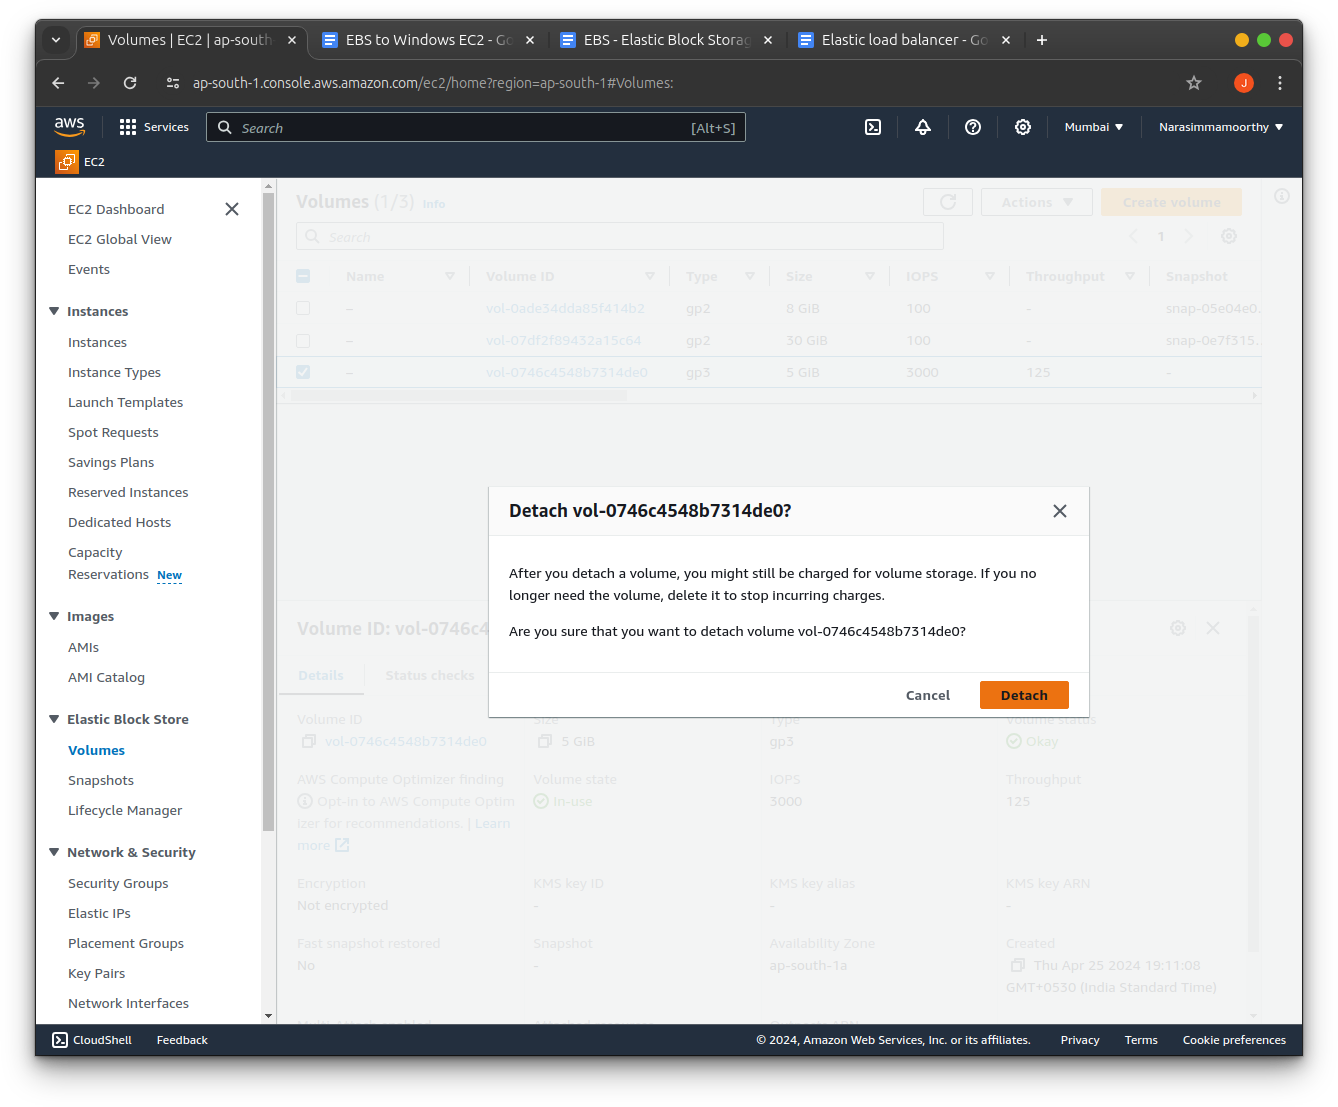 Volumes | EC2 | ap-south-
EBS to Windows EC2 - Go
EBS - Elastic Block Storag
Elastic load balancer - Go
ap-south-1.console.aws.amazon.com/ec2/home?region=ap-south-1#Volumes:
J
aws
Services
Search
[Alt+S]
Mumbai
Narasimmamoorthy
EC2
EC2 Dashboard
EC2 Global View
Events
Instances
Instances
Instance Types
Launch Templates
Spot Requests
Savings Plans
Reserved Instances
Dedicated Hosts
Capacity
Reservations New
Images
AMIs
AMI Catalog
Elastic Block Store
Volumes
Snapshots
Lifecycle Manager
Network & Security
Security Groups
Elastic IPs
Placement Groups
Key Pairs
Network Interfaces
Volumes (1/3) Info
Actions
Create volume
Search
1
Name Volume ID Type Size IOPS Throughput Snapshot
– vol-0ade34dda85f414b2 gp2 8 GiB 100 - snap-05e04e0...
– vol-07df2f89432a15c64 gp2 30 GiB 100 - snap-0e7f315...
– vol-0746c4548b7314de0 gp3 5 GiB 3000 125 -
Detach vol-0746c4548b7314de0?
After you detach a volume, you might still be charged for volume storage. If you no
longer need the volume, delete it to stop incurring charges.
Are you sure that you want to detach volume vol-0746c4548b7314de0?
Cancel
Detach
Volume ID: vol-0746c4
Details
Status checks
Volume ID
vol-0746c4548b7314de0
Size
5 GiB
Type
gp3
Volume status
Okay
AWS Compute Optimizer finding
Opt-in to AWS Compute Optim
izer for recommendations. | Learn
more
Volume state
In-use
IOPS
3000
Throughput
125
Encryption
Not encrypted
KMS key ID
–
KMS key alias
–
KMS key ARN
–
Fast snapshot restored
No
Snapshot
–
Availability Zone
ap-south-1a
Created
Thu Apr 25 2024 19:11:08
GMT+0530 (India Standard Time)
CloudShell
Feedback
© 2024, Amazon Web Services, Inc. or its affiliates.
Privacy
Terms
Cookie preferences